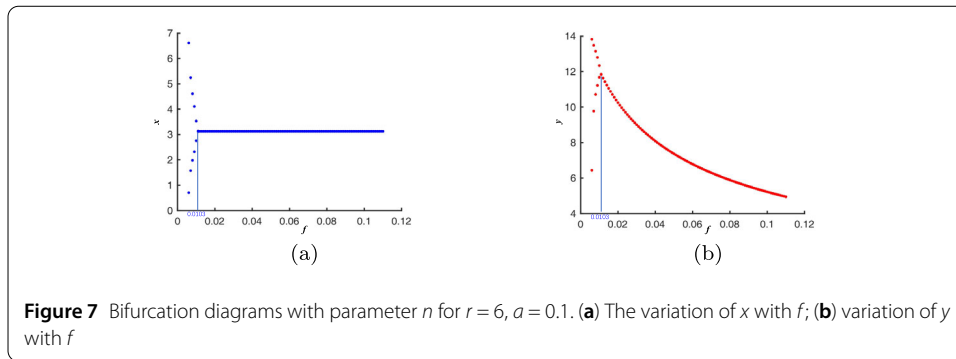 7
6
5
4
3
2
1
0
x
0 0.02 0.04 0.06 0.08 0.1 0.12
0.0103
f
(a)
14
12
10
8
6
4
y
0 0.02 0.04 0.06 0.08 0.1 0.12
0.0103
f
(b)
Figure 7 Bifurcation diagrams with parameter n for r = 6, a = 0.1. (a) The variation of x with f; (b) variation of y
with f